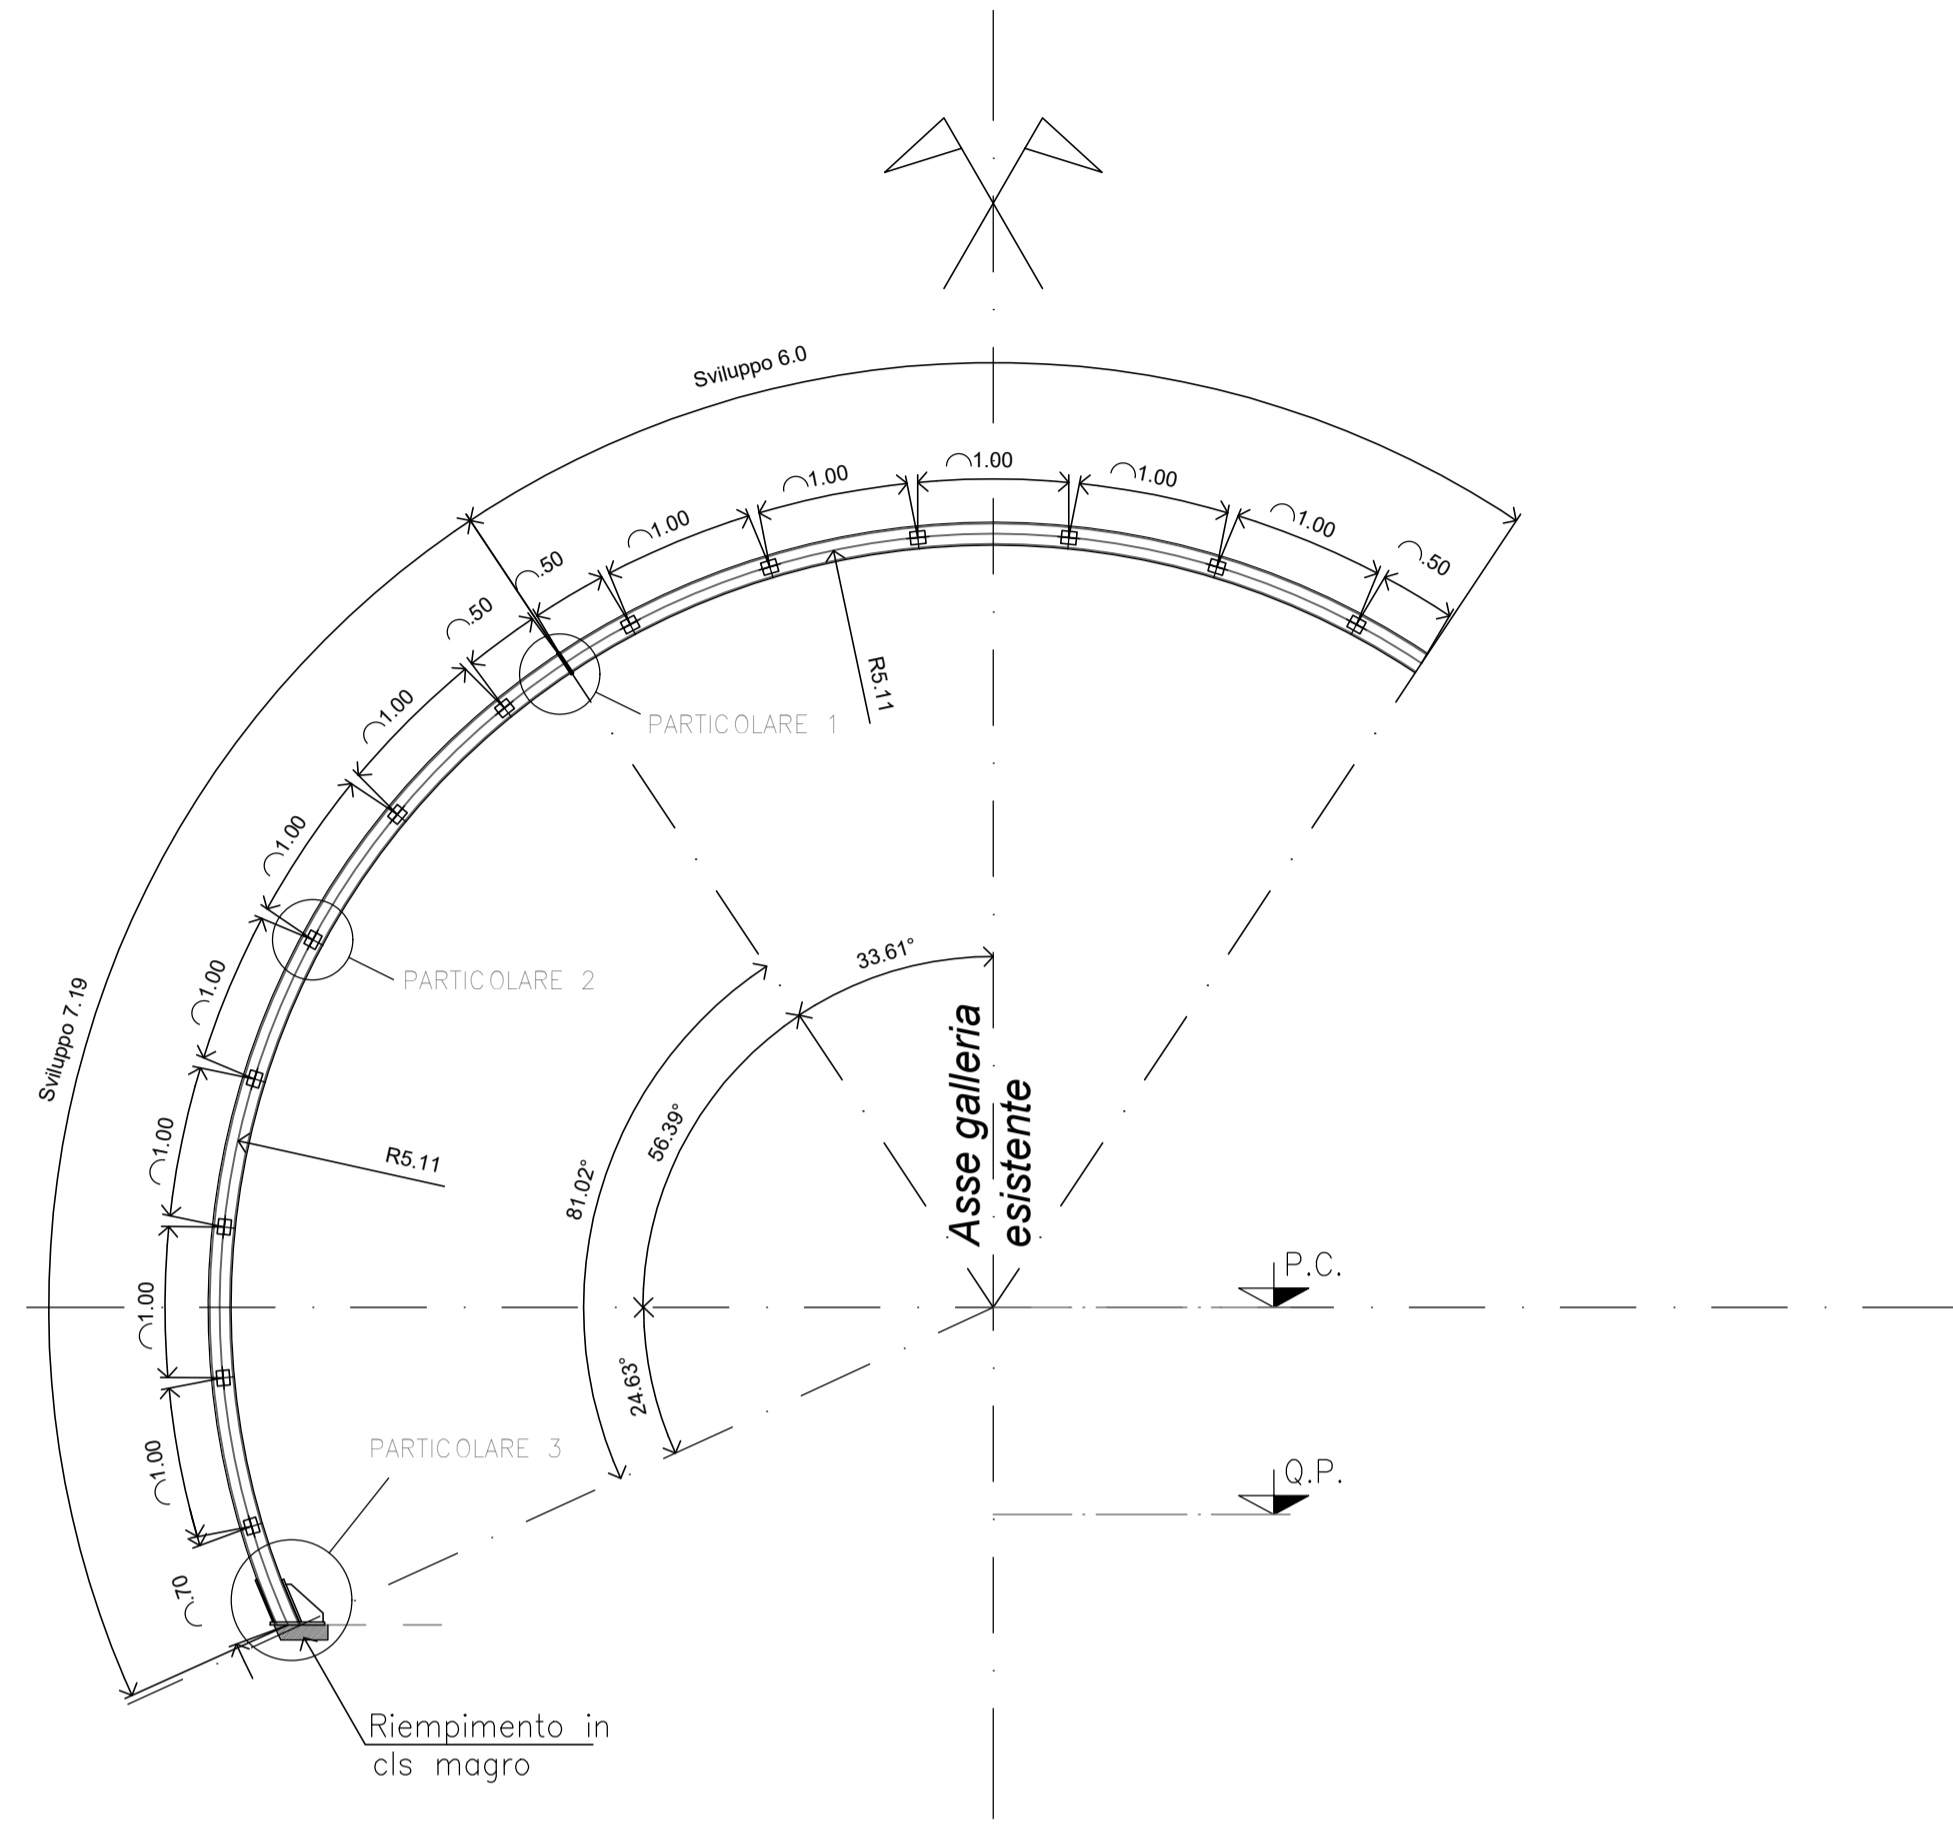 Sviluppo 6.0
1.00
1.00
1.00
1.00
1.00
.50
.50
.50
1.00
1.00
1.00
1.00
1.00
1.00
.70
R5.11
PARTICOLARE 1
PARTICOLARE 2
Sviluppo 7.19
R5.11
33.61°
56.39°
81.02°
24.63°
Asse galleria
esistente
P.C.
Q.P.
PARTICOLARE 3
Riempimento in
cls magro